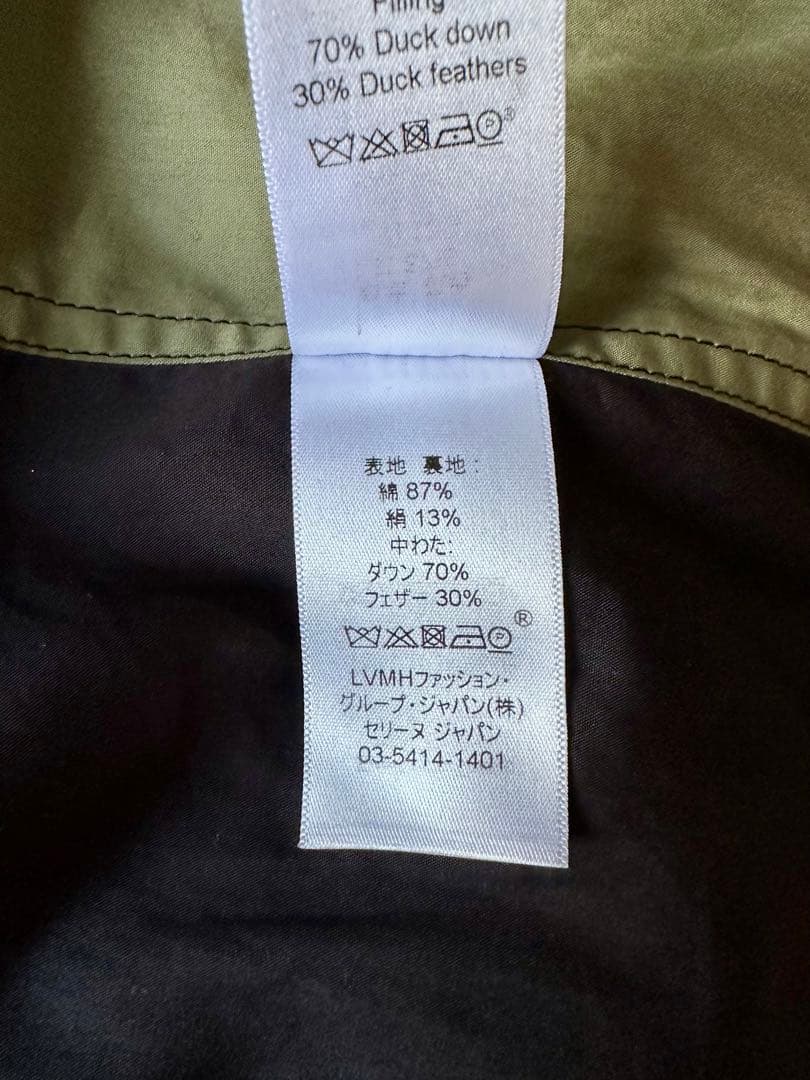 Filling
70% Duck down
30% Duck feathers
P
®
表地 裏地:
綿 87%
絹 13%
中わた:
ダウン 70%
フェザー 30%
P
®
LVMHファッション・
グループ・ジャパン(株)
セリーヌ ジャパン
03-5414-1401